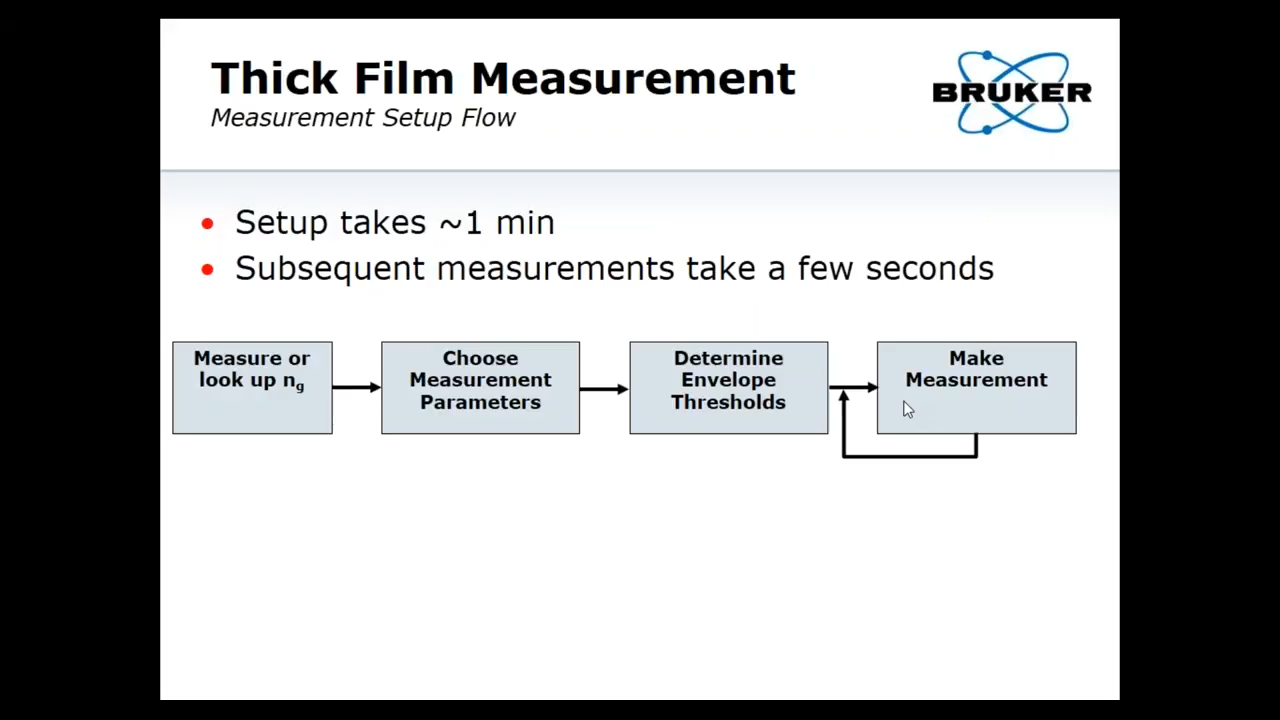 Thick Film Measurement
Measurement Setup Flow
BRUKER
• Setup takes ~1 min
• Subsequent measurements take a few seconds
Measure or
look up ng
Choose
Measurement
Parameters
Determine
Envelope
Thresholds
Make
Measurement